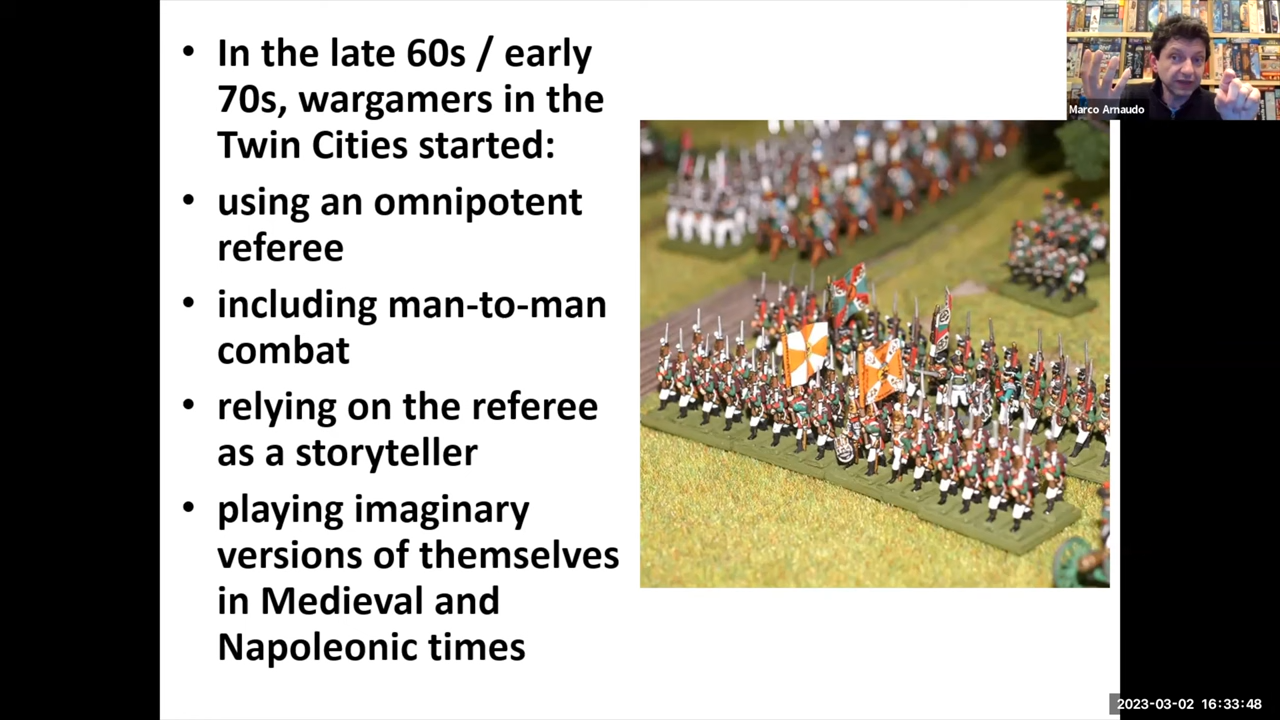 • In the late 60s / early
70s, wargamers in the
Twin Cities started:
• using an omnipotent
referee
• including man-to-man
combat
• relying on the referee
as a storyteller
• playing imaginary
versions of themselves
in Medieval and
Napoleonic times
Marco Arnaudo
2023-03-02 16:33:48